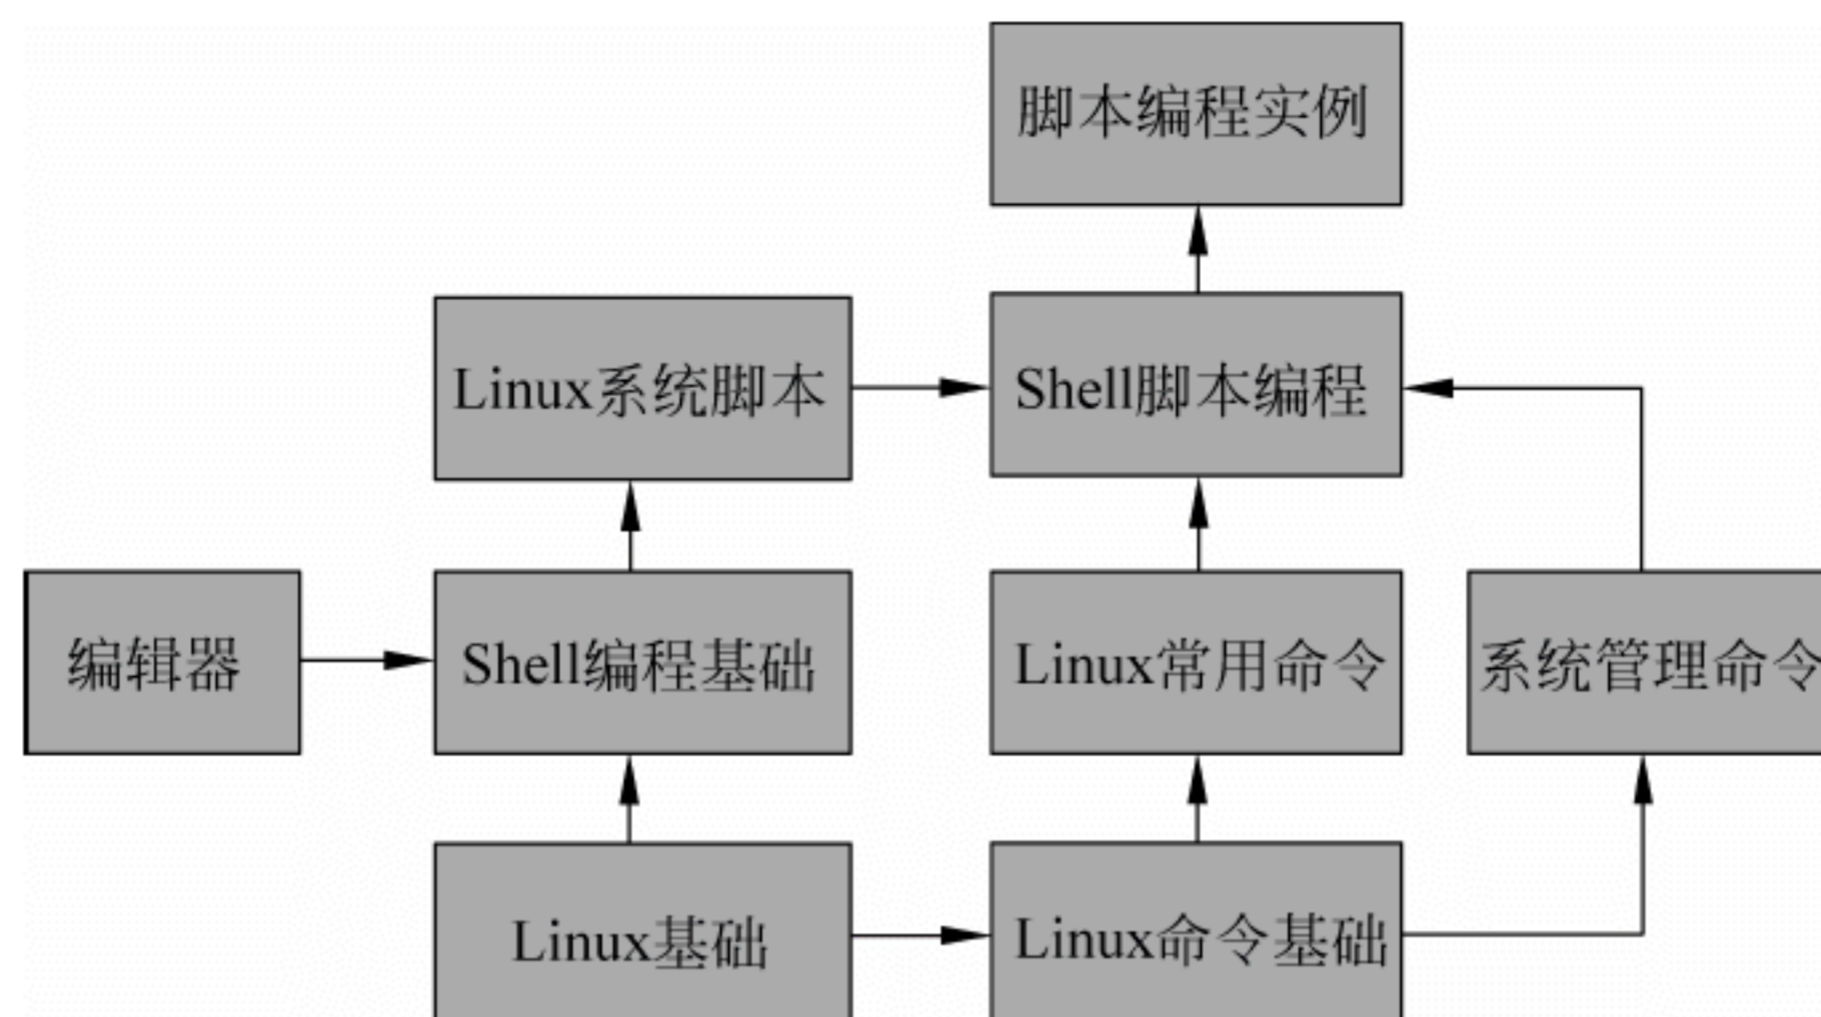 脚本编程实例
Linux系统脚本
Shell脚本编程
编辑器
Shell编程基础
Linux常用命令
系统管理命令
Linux基础
Linux命令基础